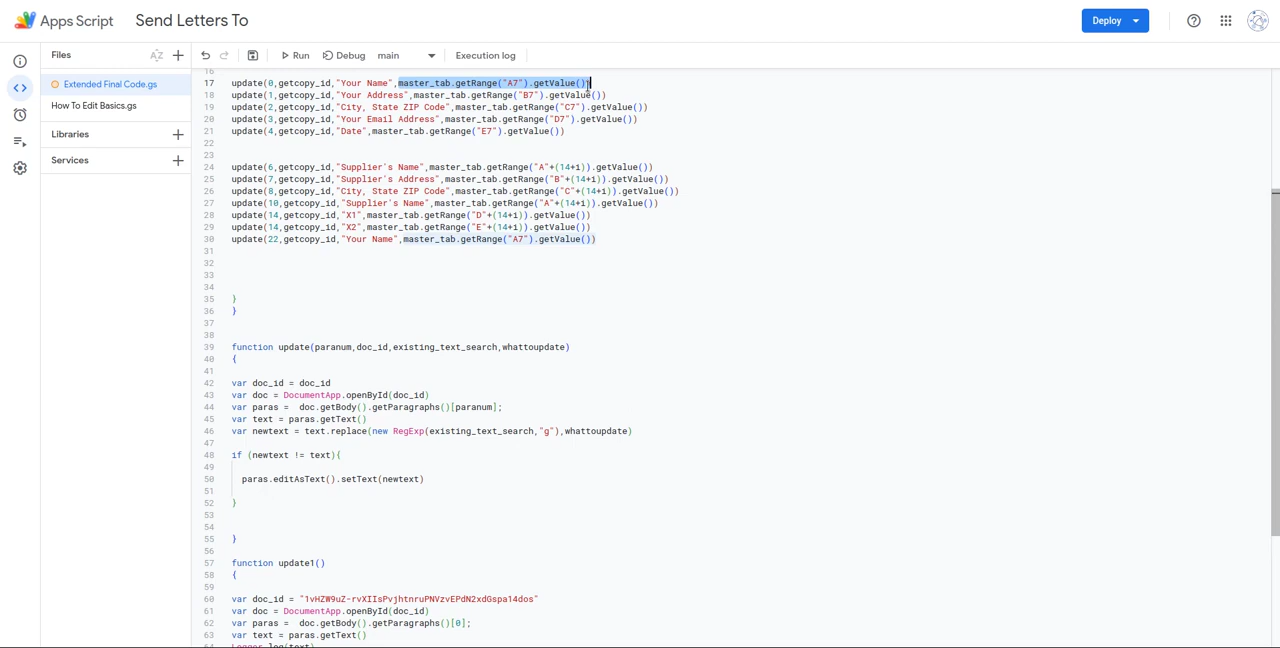 Apps Script
Send Letters To
Deploy
Files
AZ
Run
Debug
main
Execution log
Extended Final Code.gs
How To Edit Basics.gs
Libraries
Services
16
17 update(0,getcopy_id,"Your Name",master_tab.getRange("A7").getValue())
18 update(1,getcopy_id,"Your Address",master_tab.getRange("B7").getValue())
19 update(2,getcopy_id,"City, State ZIP Code",master_tab.getRange("C7").getValue())
20 update(3,getcopy_id,"Your Email Address",master_tab.getRange("D7").getValue())
21 update(4,getcopy_id,"Date",master_tab.getRange("E7").getValue())
22
23
24 update(6,getcopy_id,"Supplier's Name",master_tab.getRange("A"+(14+i)).getValue())
25 update(7,getcopy_id,"Supplier's Address",master_tab.getRange("B"+(14+i)).getValue())
26 update(8,getcopy_id,"City, State ZIP Code",master_tab.getRange("C"+(14+i)).getValue())
27 update(10,getcopy_id,"Supplier's Name",master_tab.getRange("A"+(14+i)).getValue())
28 update(14,getcopy_id,"X1",master_tab.getRange("D"+(14+i)).getValue())
29 update(14,getcopy_id,"X2",master_tab.getRange("E"+(14+i)).getValue())
30 update(22,getcopy_id,"Your Name",master_tab.getRange("A7").getValue())
31
32
33
34
35 }
36 }
37
38
39 function update(paranum,doc_id,existing_text_search,whattoupdate)
40 {
41
42 var doc_id = doc_id
43 var doc = DocumentApp.openById(doc_id)
44 var paras =  doc.getBody().getParagraphs()[paranum];
45 var text = paras.getText()
46 var newtext = text.replace(new RegExp(existing_text_search,"g"),whattoupdate)
47
48 if (newtext != text){
49
50 paras.editAsText().setText(newtext)
51
52 }
53
54
55 }
56
57 function update1()
58 {
59
60 var doc_id = "1vHZW9uZ-rvXIIsPvjhtnruPNVzvEPdN2xdGspa14dos"
61 var doc = DocumentApp.openById(doc_id)
62 var paras =  doc.getBody().getParagraphs()[0];
63 var text = paras.getText()
64 Logger.log(text)